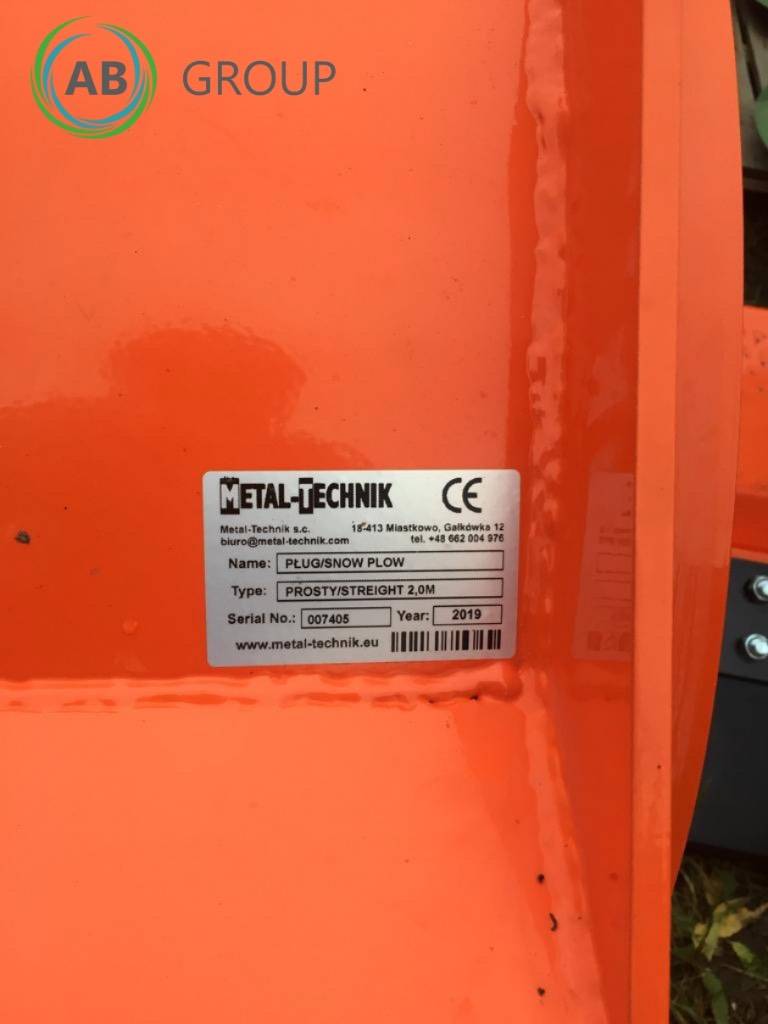 AB GROUP
METAL-TECHNIK CE
Metal-Technik s.c. 18-413 Miastkowo, Gałkówka 12
biuro@metal-technik.com tel. +48 662 004 976
Name: PŁUG/SNOW PLOW
Type: PROSTY/STREIGHT 2,0M
Serial No.: 007405 Year: 2019
www.metal-technik.eu